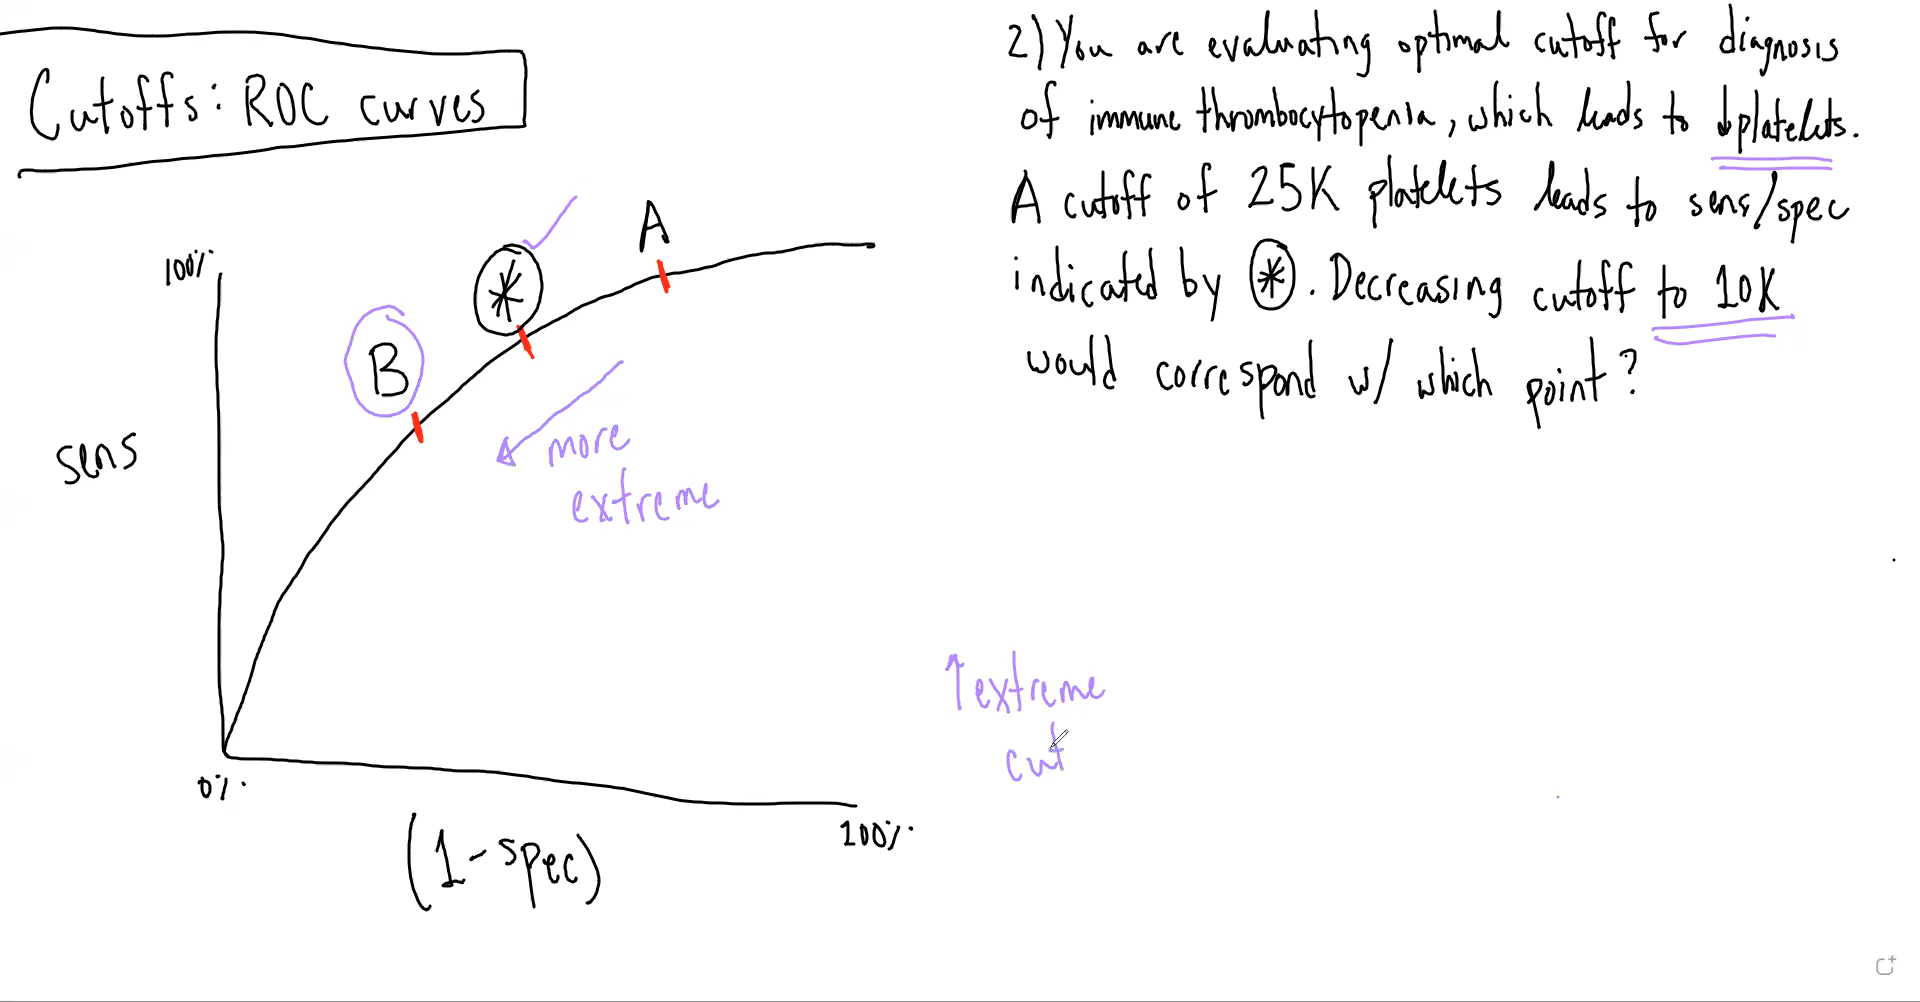 Cutoffs: ROC curves
2) You are evaluating optimal cutoff for diagnosis
of immune thrombocytopenia, which leads to ↓platelets.
A cutoff of 25K platelets leads to sens/spec
indicated by *. Decreasing cutoff to 10K
would correspond w/ which point?
A
*
B
100%
sens
more
extreme
↑extreme
cut
0%
100%
(1-spec)